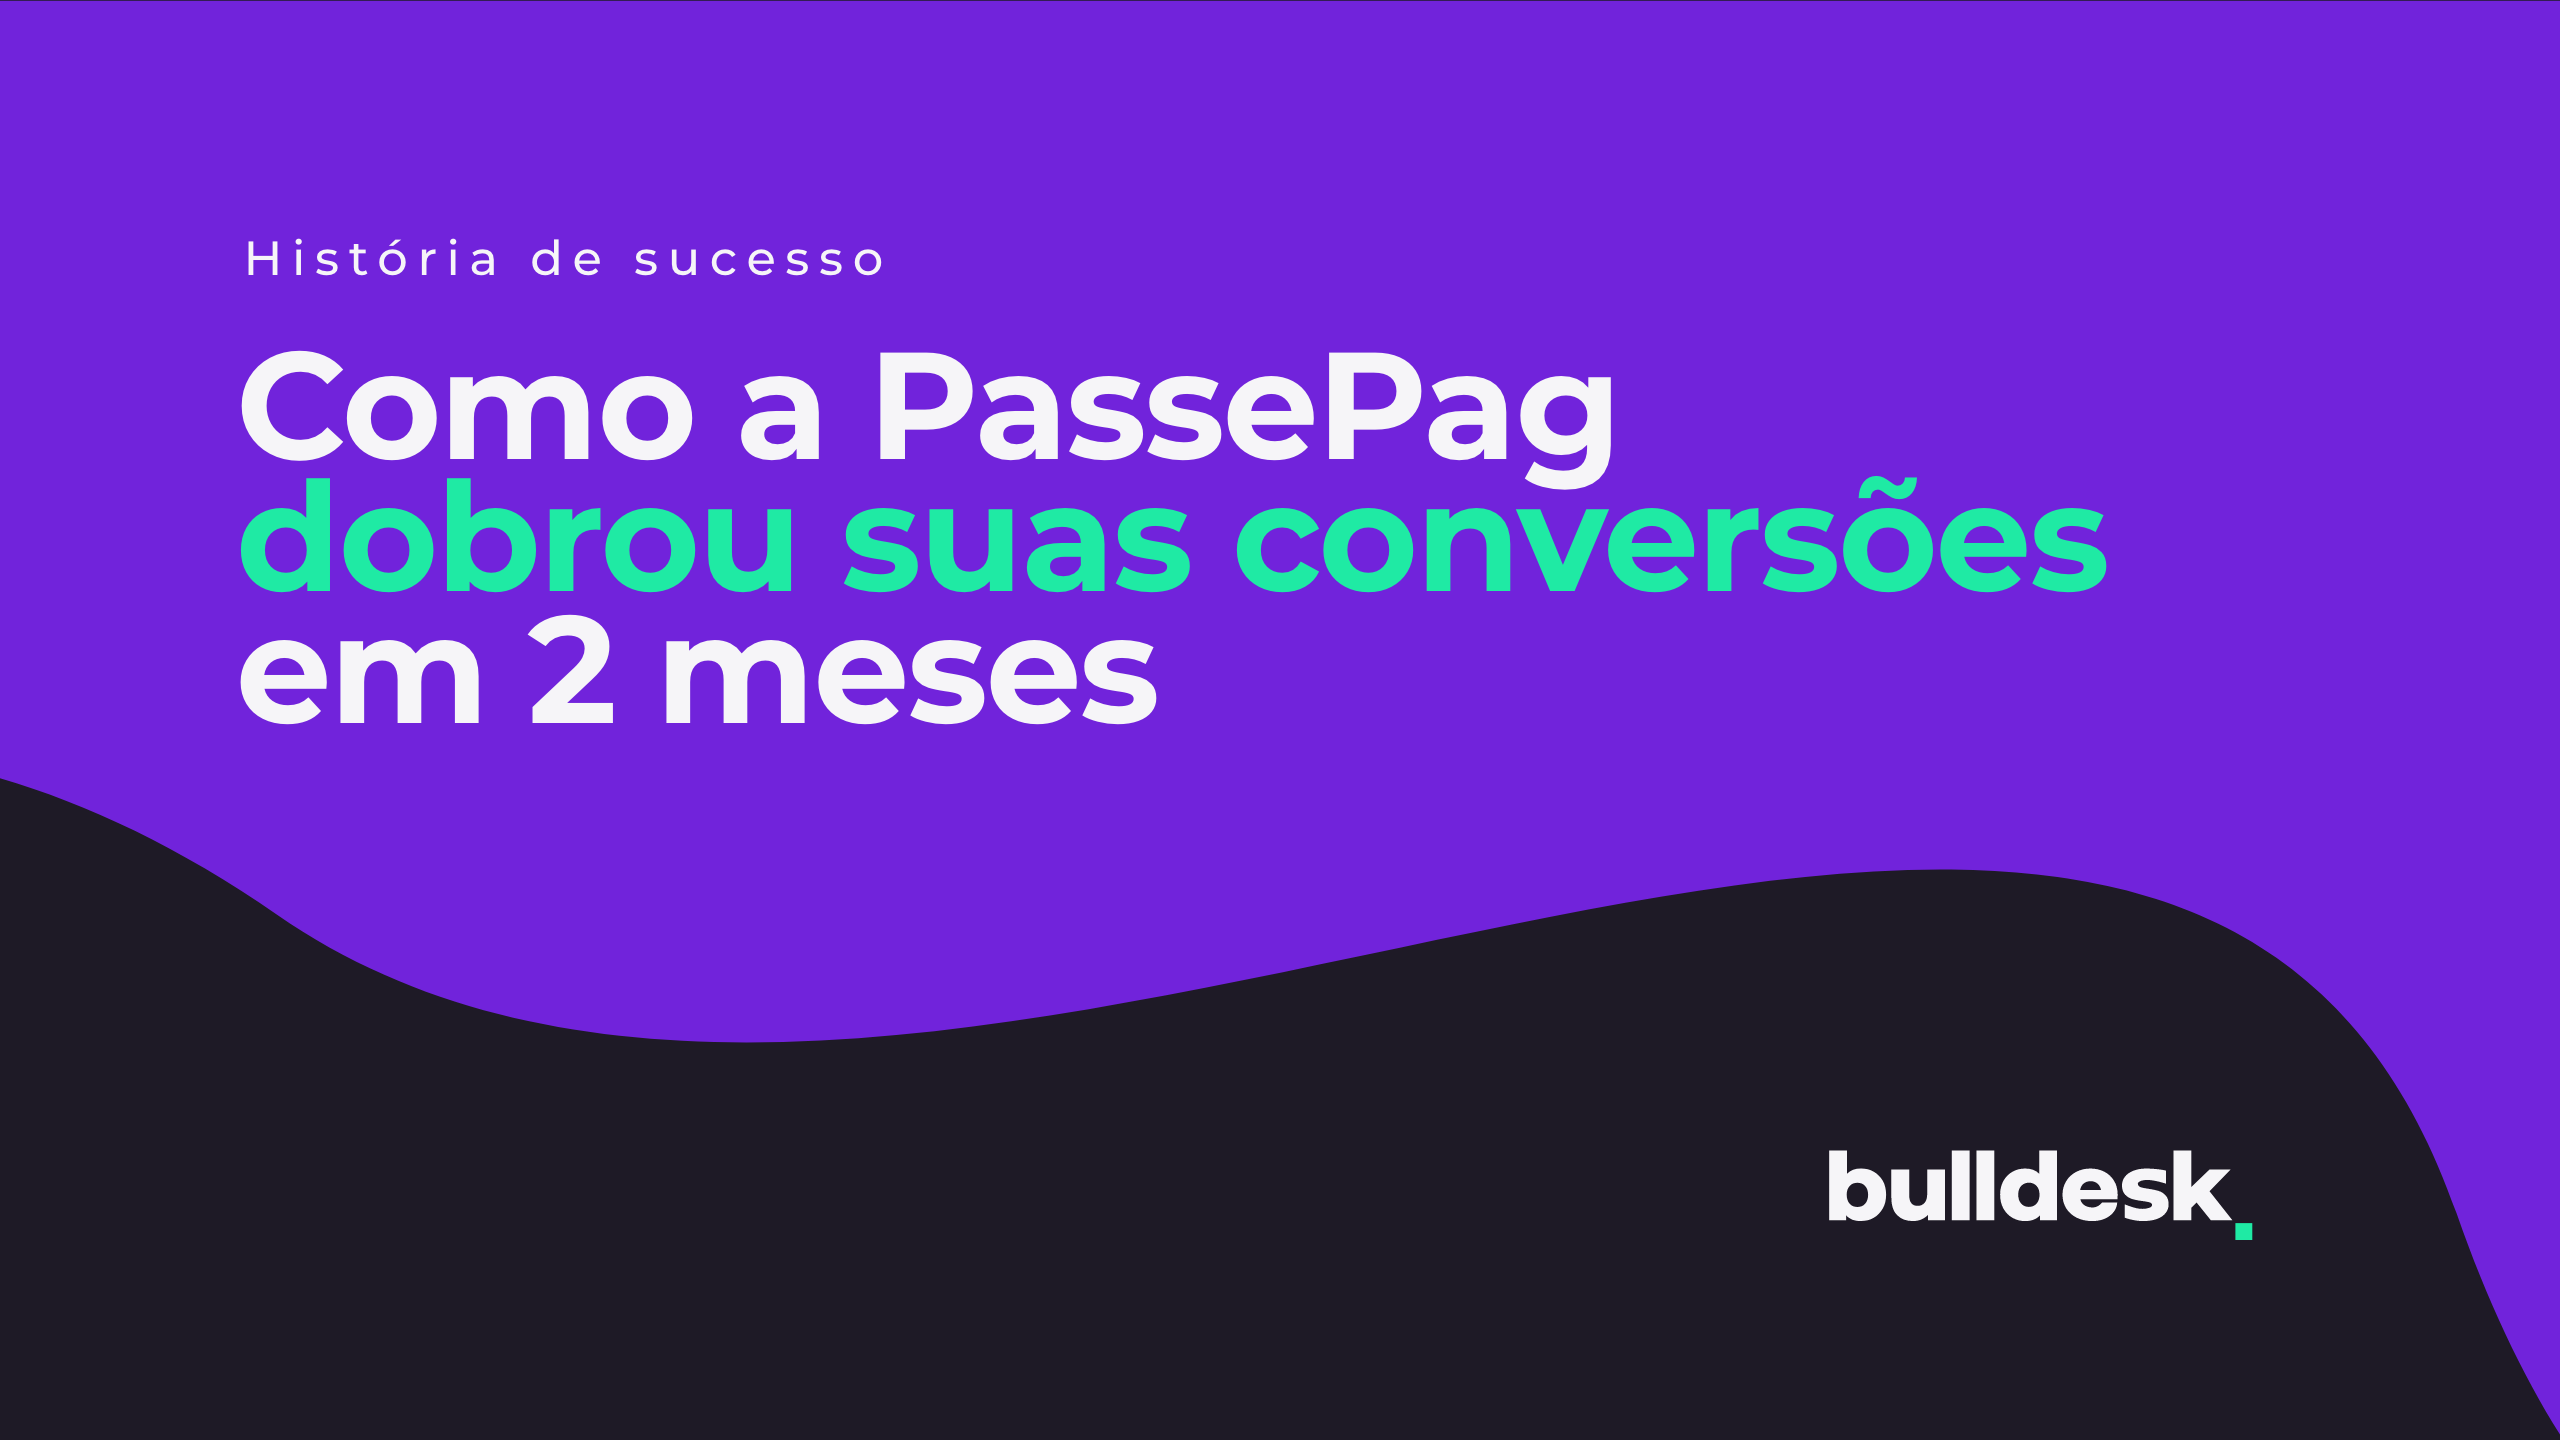 História de sucesso
Como a PassePag
dobrou suas conversões
em 2 meses
bulldesk.